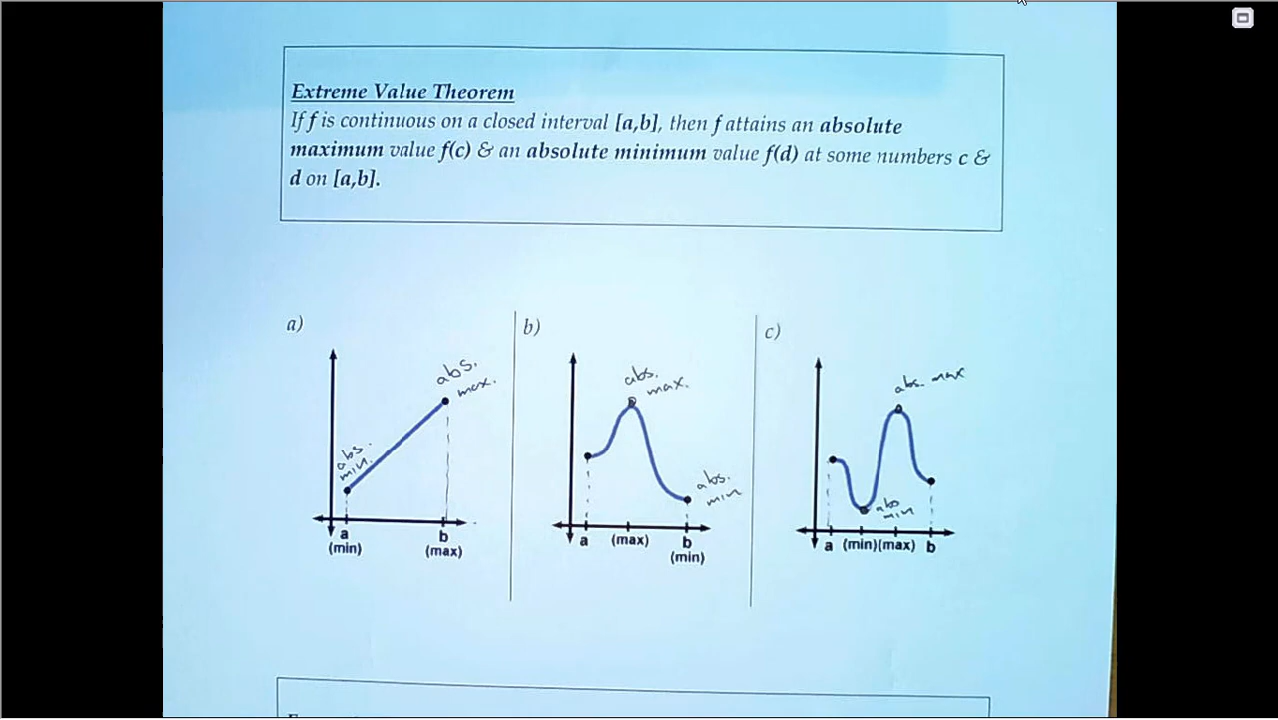 Extreme Value Theorem
If f is continuous on a closed interval [a,b], then f attains an absolute
maximum value f(c) & an absolute minimum value f(d) at some numbers c &
d on [a,b].
a)
abs.
max.
abs.
min.
a
(min)
b
(max)
b)
abs.
max.
abs.
min
a
(max)
b
(min)
c)
abs. max
abs
min
a (min)(max) b